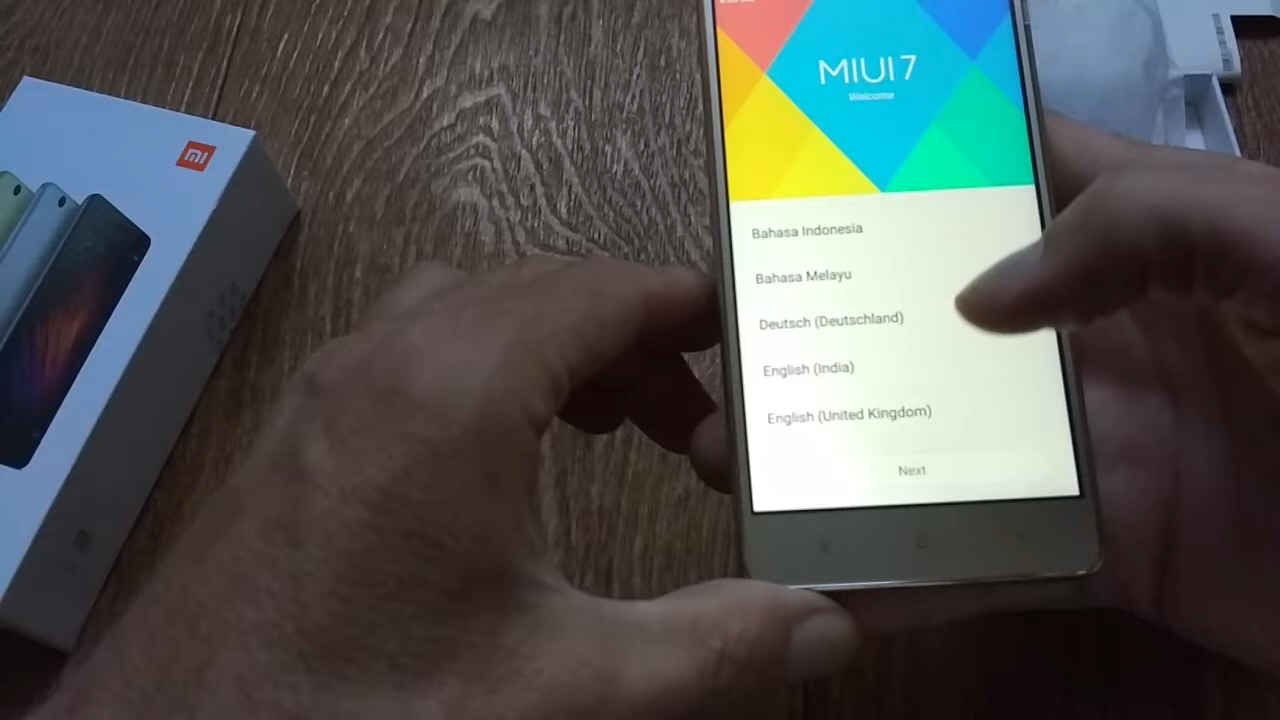 MIUI 7
Welcome
Bahasa Indonesia
Bahasa Melayu
Deutsch (Deutschland)
English (India)
English (United Kingdom)
Next
mi